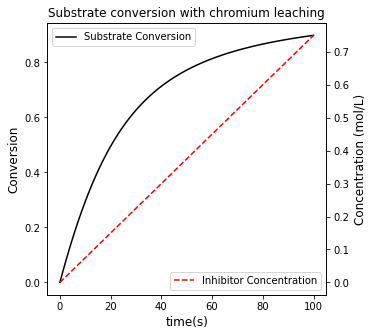 Substrate conversion with chromium leaching
Substrate Conversion
Inhibitor Concentration
Conversion
0.8
0.6
0.4
0.2
0.0
Concentration (mol/L)
0.7
0.6
0.5
0.4
0.3
0.2
0.1
0.0
0 20 40 60 80 100
time(s)